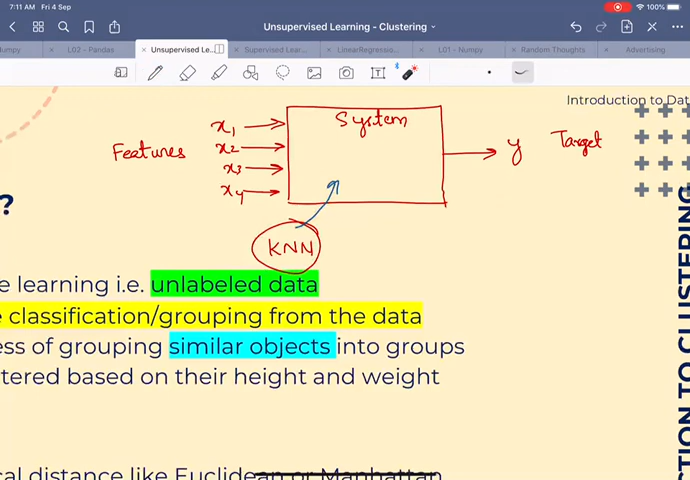 7:11 AM Fri 4 Sep
100%
Unsupervised Learning - Clustering
umpy
L02 - Pandas
Unsupervised Le...
Supervised Lear...
LinearRegressio...
L01 - Numpy
Random Thoughts
Advertising
Introduction to Dat
System
Features
x1
x2
x3
x4
y
Target
KNN
?
e learning i.e. unlabeled data
e classification/grouping from the data
ess of grouping similar objects into groups
tered based on their height and weight
cal distance like Euclidean or Manhattan
CTION TO CLUSTERING